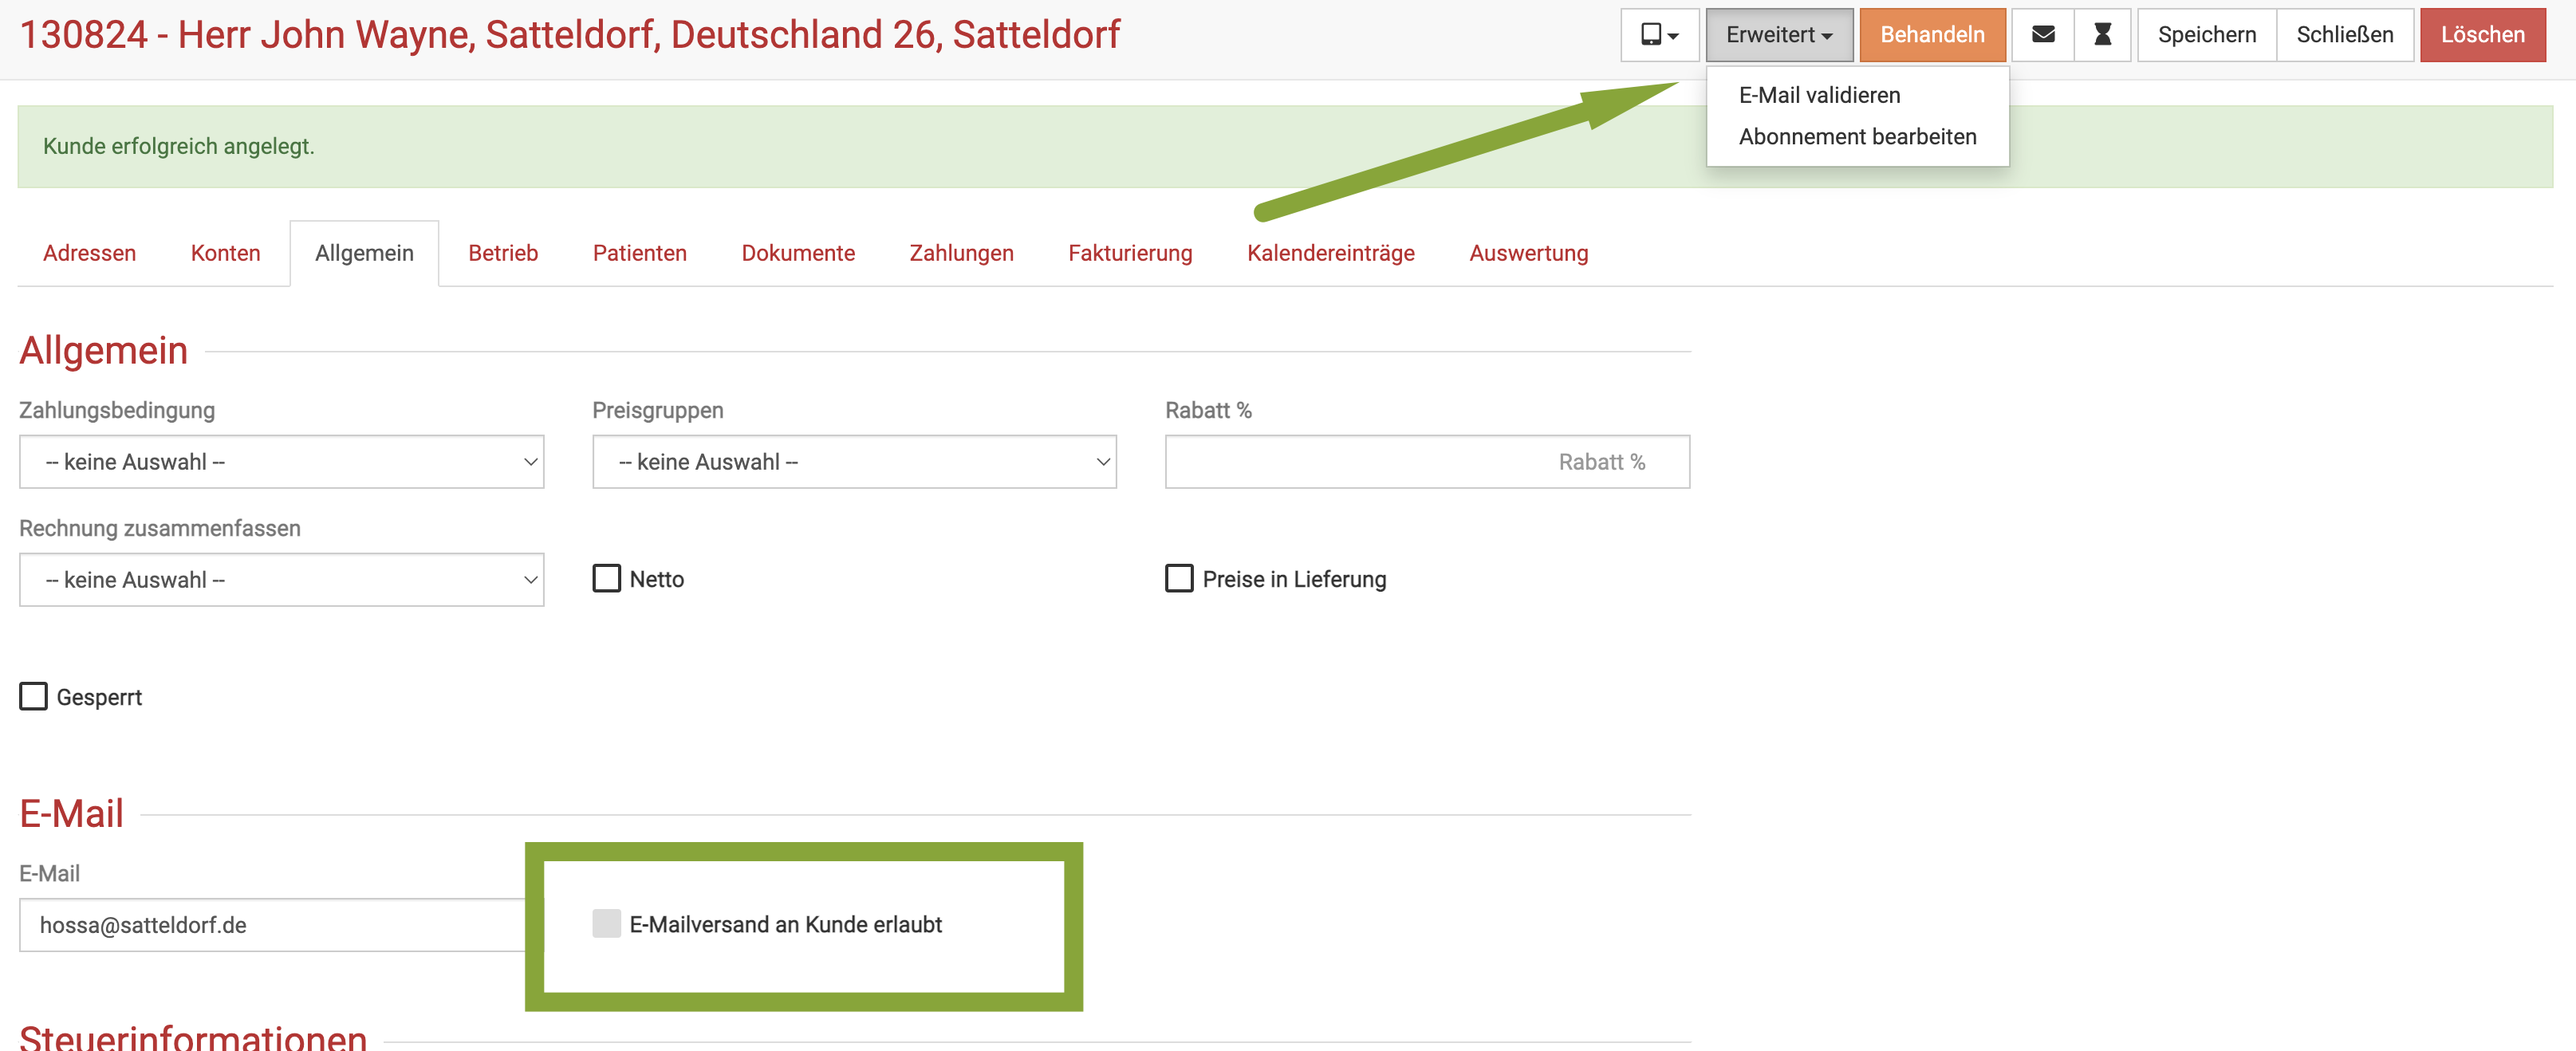 130824 - Herr John Wayne, Satteldorf, Deutschland 26, Satteldorf
Erweitert
Behandeln
Speichern
Schließen
Löschen
E-Mail validieren
Abonnement bearbeiten
Kunde erfolgreich angelegt.
Adressen Konten Allgemein Betrieb Patienten Dokumente Zahlungen Fakturierung Kalendereinträge Auswertung
Allgemein
Zahlungsbedingung Preisgruppen Rabatt %
-- keine Auswahl -- -- keine Auswahl -- Rabatt %
Rechnung zusammenfassen
-- keine Auswahl -- Netto Preise in Lieferung
Gesperrt
E-Mail
E-Mail
hossa@satteldorf.de E-Mailversand an Kunde erlaubt
Steuerinformationen